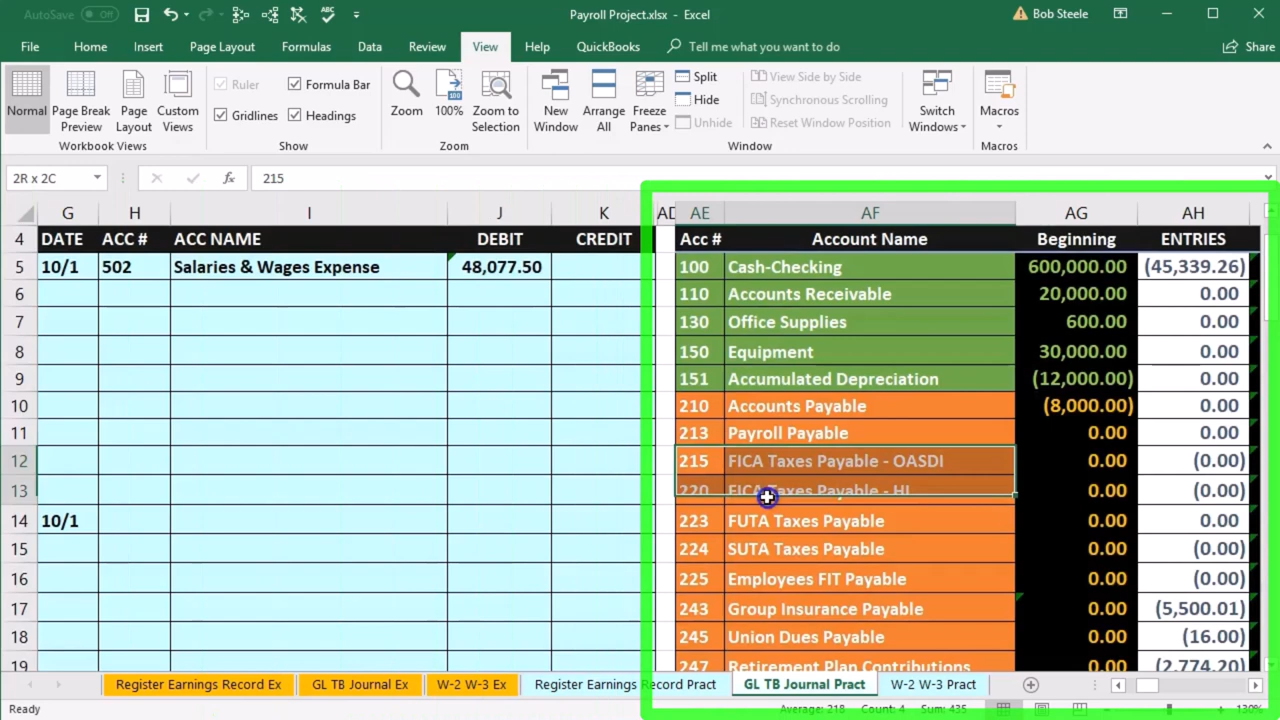 AutoSave Off
Payroll Project.xlsx - Excel
Bob Steele
File Home Insert Page Layout Formulas Data Review View Help QuickBooks Tell me what you want to do Share
Normal
Page Break Preview
Page Layout
Custom Views
Workbook Views
Ruler
Gridlines
Formula Bar
Headings
Show
Zoom
100%
Zoom to Selection
Zoom
New Window
Arrange All
Freeze Panes
Split
Hide
Unhide
View Side by Side
Synchronous Scrolling
Reset Window Position
Switch Windows
Window
Macros
Macros
2R x 2C fx 215
G H I J K AD AE AF AG AH
4 DATE ACC # ACC NAME DEBIT CREDIT Acc # Account Name Beginning ENTRIES
5 10/1 502 Salaries & Wages Expense 48,077.50 100 Cash-Checking 600,000.00 (45,339.26)
6 110 Accounts Receivable 20,000.00 0.00
7 130 Office Supplies 600.00 0.00
8 150 Equipment 30,000.00 0.00
9 151 Accumulated Depreciation (12,000.00) 0.00
10 210 Accounts Payable (8,000.00) 0.00
11 213 Payroll Payable 0.00 0.00
12 215 FICA Taxes Payable - OASDI 0.00 (0.00)
13 220 FICA Taxes Payable - HI 0.00 (0.00)
14 10/1 223 FUTA Taxes Payable 0.00 (0.00)
15 224 SUTA Taxes Payable 0.00 (0.00)
16 225 Employees FIT Payable 0.00 (0.00)
17 243 Group Insurance Payable 0.00 (5,500.01)
18 245 Union Dues Payable 0.00 (16.00)
19 247 Retirement Plan Contributions 0.00 (2,774.20)
Register Earnings Record Ex GL TB Journal Ex W-2 W-3 Ex Register Earnings Record Pract GL TB Journal Pract W-2 W-3 Pract
Ready Average: 218 Count: 4 Sum: 435 130%